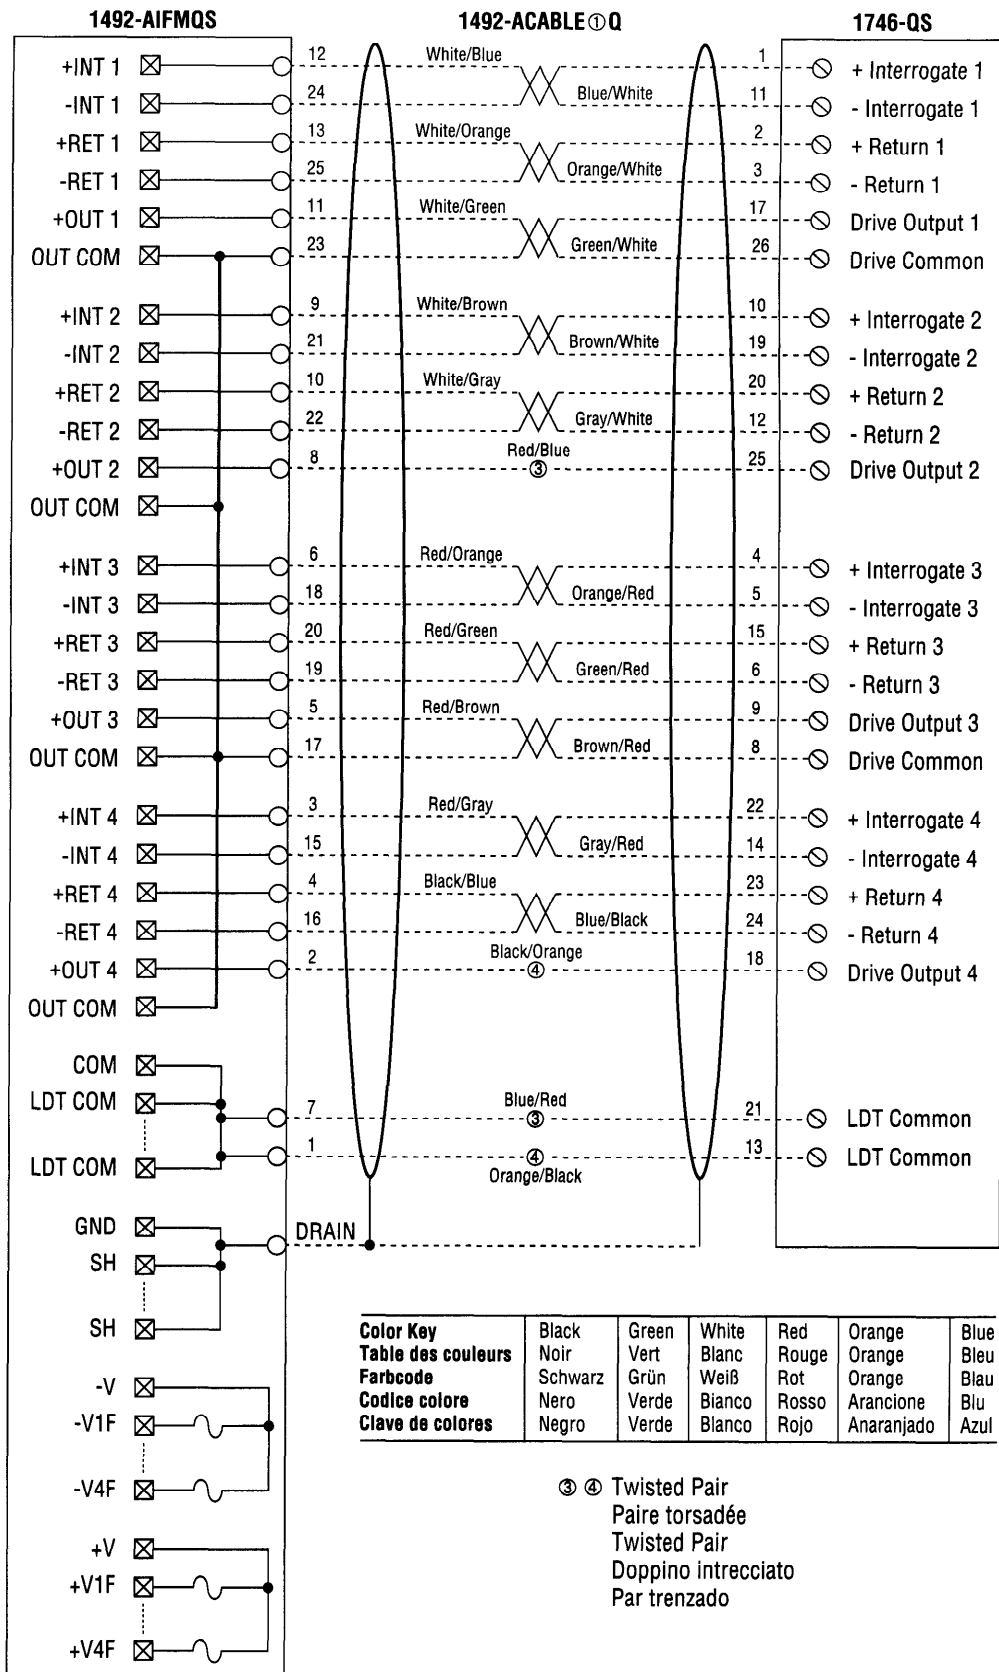 1492-AIFMQS 1492-ACABLE①Q 1746-QS
+INT 1 12 White/Blue 1 + Interrogate 1
-INT 1 24 Blue/White 11 - Interrogate 1
+RET 1 13 White/Orange 2 + Return 1
-RET 1 25 Orange/White 3 - Return 1
+OUT 1 11 White/Green 17 Drive Output 1
OUT COM 23 Green/White 26 Drive Common
+INT 2 9 White/Brown 10 + Interrogate 2
-INT 2 21 Brown/White 19 - Interrogate 2
+RET 2 10 White/Gray 20 + Return 2
-RET 2 22 Gray/White 12 - Return 2
+OUT 2 8 Red/Blue ③ 25 Drive Output 2
OUT COM
+INT 3 6 Red/Orange 4 + Interrogate 3
-INT 3 18 Orange/Red 5 - Interrogate 3
+RET 3 20 Red/Green 15 + Return 3
-RET 3 19 Green/Red 6 - Return 3
+OUT 3 5 Red/Brown 9 Drive Output 3
OUT COM 17 Brown/Red 8 Drive Common
+INT 4 3 Red/Gray 22 + Interrogate 4
-INT 4 15 Gray/Red 14 - Interrogate 4
+RET 4 4 Black/Blue 23 + Return 4
-RET 4 16 Blue/Black 24 - Return 4
+OUT 4 2 Black/Orange ④ 18 Drive Output 4
OUT COM
COM
LDT COM 7 Blue/Red ③ 21 LDT Common
LDT COM 1 ④ Orange/Black 13 LDT Common
GND DRAIN
SH
SH
Color Key Black Green White Red Orange Blue
Table des couleurs Noir Vert Blanc Rouge Orange Bleu
Farbcode Schwarz Grün Weiß Rot Orange Blau
Codice colore Nero Verde Bianco Rosso Arancione Blu
Clave de colores Negro Verde Blanco Rojo Anaranjado Azul
-V
-V1F
-V4F
③ ④ Twisted Pair
Paire torsadée
Twisted Pair
Doppino intrecciato
Par trenzado
+V
+V1F
+V4F